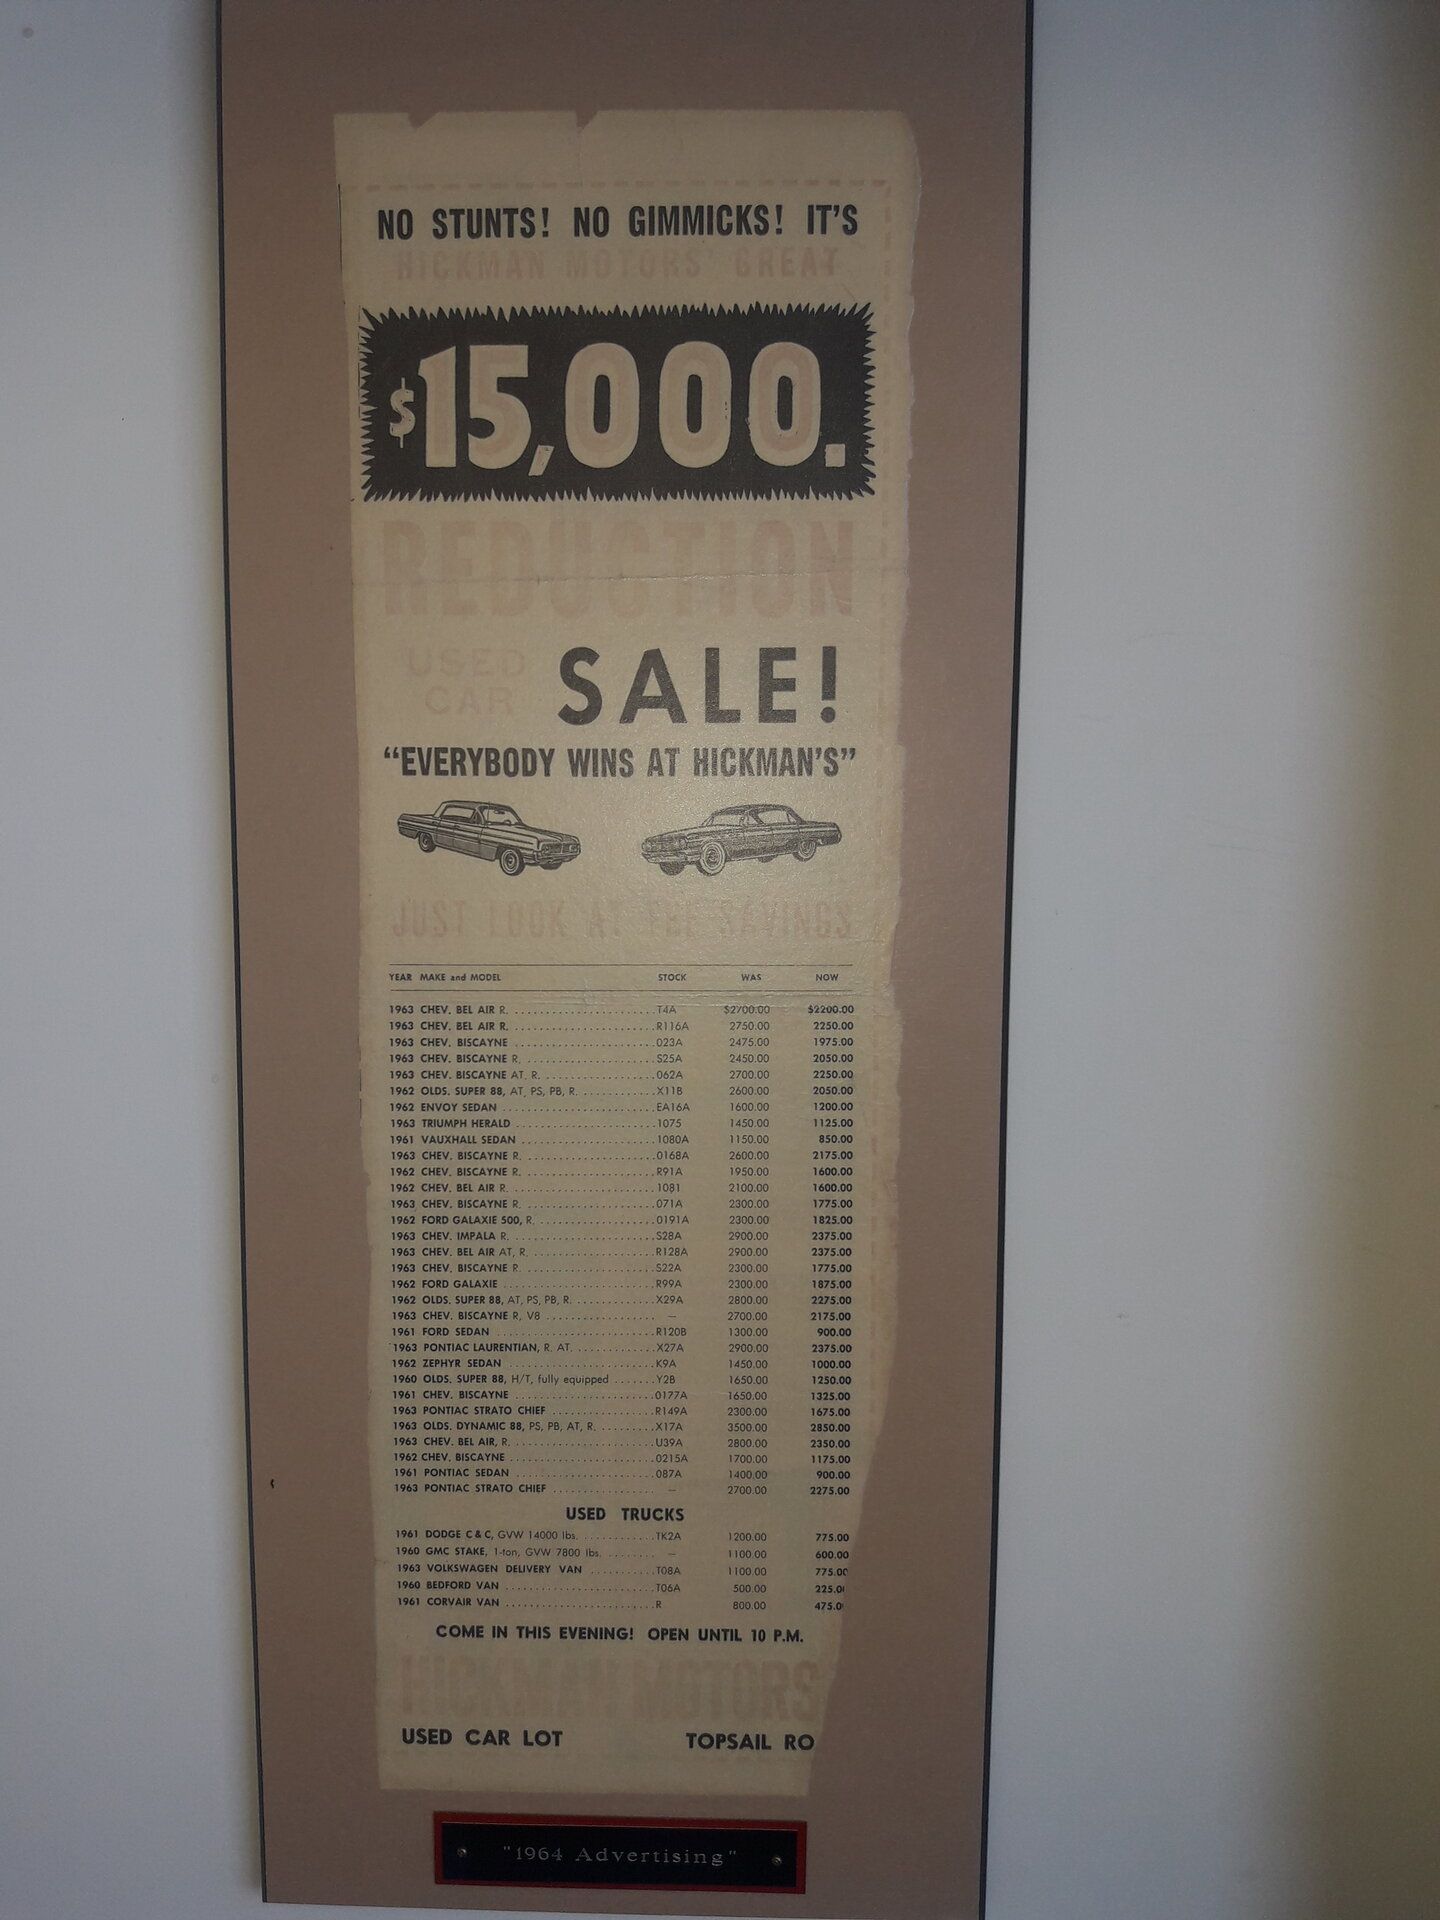 NO STUNTS! NO GIMMICKS! IT'S
HICKMAN MOTORS' GREAT
$15,000.
REDUCTION
USED CAR SALE!
"EVERYBODY WINS AT HICKMAN'S"
JUST LOOK AT THE SAVINGS
YEAR MAKE and MODEL STOCK WAS NOW
1963 CHEV. BEL AIR R. T4A $2700.00 $2200.00
1963 CHEV. BEL AIR R. R116A 2750.00 2250.00
1963 CHEV. BISCAYNE 023A 2475.00 1975.00
1963 CHEV. BISCAYNE R. S25A 2450.00 2050.00
1963 CHEV. BISCAYNE AT, R. 062A 2700.00 2250.00
1962 OLDS. SUPER 88, AT, PS, PB, R. X11B 2600.00 2050.00
1962 ENVOY SEDAN EA16A 1600.00 1200.00
1963 TRIUMPH HERALD 1075 1450.00 1125.00
1961 VAUXHALL SEDAN 1080A 1150.00 850.00
1963 CHEV. BISCAYNE R. 0168A 2600.00 2175.00
1962 CHEV. BISCAYNE R. R91A 1950.00 1600.00
1962 CHEV. BEL AIR R. 1081 2100.00 1600.00
1963 CHEV. BISCAYNE R. 071A 2300.00 1775.00
1962 FORD GALAXIE 500, R. 0191A 2300.00 1825.00
1963 CHEV. IMPALA R. S28A 2900.00 2375.00
1963 CHEV. BEL AIR AT, R. R128A 2900.00 2375.00
1963 CHEV. BISCAYNE R. S22A 2300.00 1775.00
1962 FORD GALAXIE R99A 2300.00 1875.00
1962 OLDS. SUPER 88, AT, PS, PB, R. X29A 2800.00 2275.00
1963 CHEV. BISCAYNE R, V8 — 2700.00 2175.00
1961 FORD SEDAN R120B 1300.00 900.00
1963 PONTIAC LAURENTIAN, R. AT. X27A 2900.00 2375.00
1962 ZEPHYR SEDAN K9A 1450.00 1000.00
1960 OLDS. SUPER 88, H/T, fully equipped Y2B 1650.00 1250.00
1961 CHEV. BISCAYNE 0177A 1650.00 1325.00
1963 PONTIAC STRATO CHIEF R149A 2300.00 1675.00
1963 OLDS. DYNAMIC 88, PS, PB, AT, R. X17A 3500.00 2850.00
1963 CHEV. BEL AIR, R. U39A 2800.00 2350.00
1962 CHEV. BISCAYNE 0215A 1700.00 1175.00
1961 PONTIAC SEDAN 087A 1400.00 900.00
1963 PONTIAC STRATO CHIEF — 2700.00 2275.00
USED TRUCKS
1961 DODGE C & C, GVW 14000 lbs. TK2A 1200.00 775.00
1960 GMC STAKE, 1-ton, GVW 7800 lbs. — 1100.00 600.00
1963 VOLKSWAGEN DELIVERY VAN T08A 1100.00 775.00
1960 BEDFORD VAN T06A 500.00 225.0
1961 CORVAIR VAN R 800.00 475.0
COME IN THIS EVENING! OPEN UNTIL 10 P.M.
HICKMAN MOTORS
USED CAR LOT TOPSAIL RO
"1964 Advertising"